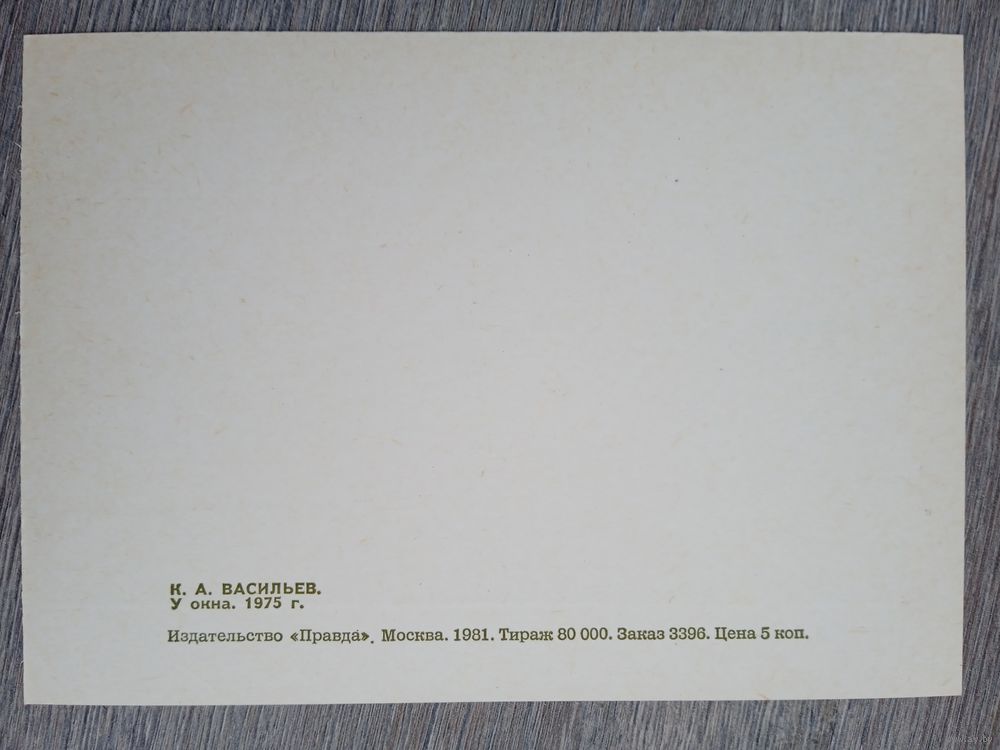 К. А. ВАСИЛЬЕВ.
У окна. 1975 г.
Издательство «Правда». Москва. 1981. Тираж 80 000. Заказ 3396. Цена 5 коп.